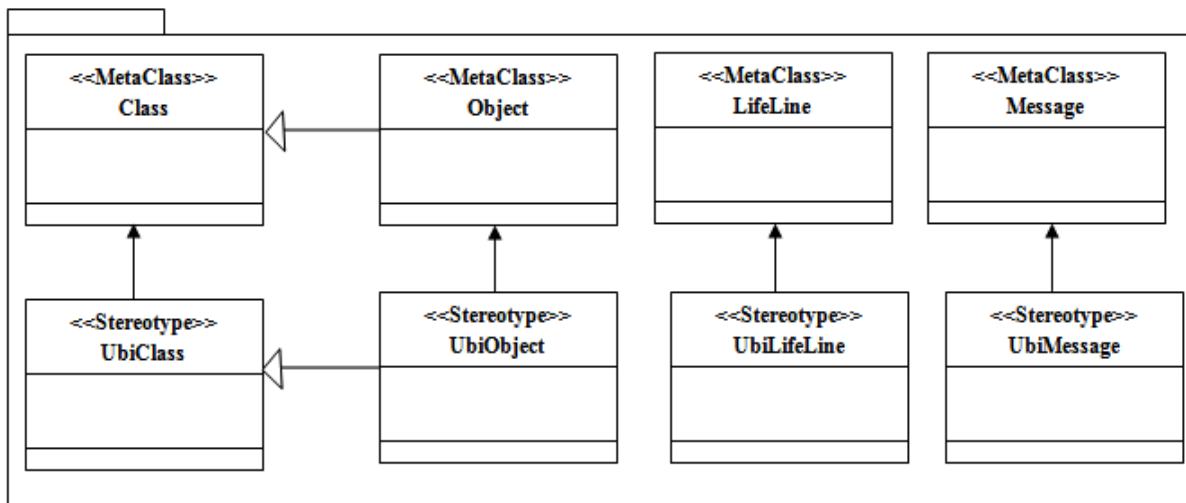 <<MetaClass>>
Class
<<MetaClass>>
Object
<<MetaClass>>
LifeLine
<<MetaClass>>
Message
<<Stereotype>>
UbiClass
<<Stereotype>>
UbiObject
<<Stereotype>>
UbiLifeLine
<<Stereotype>>
UbiMessage